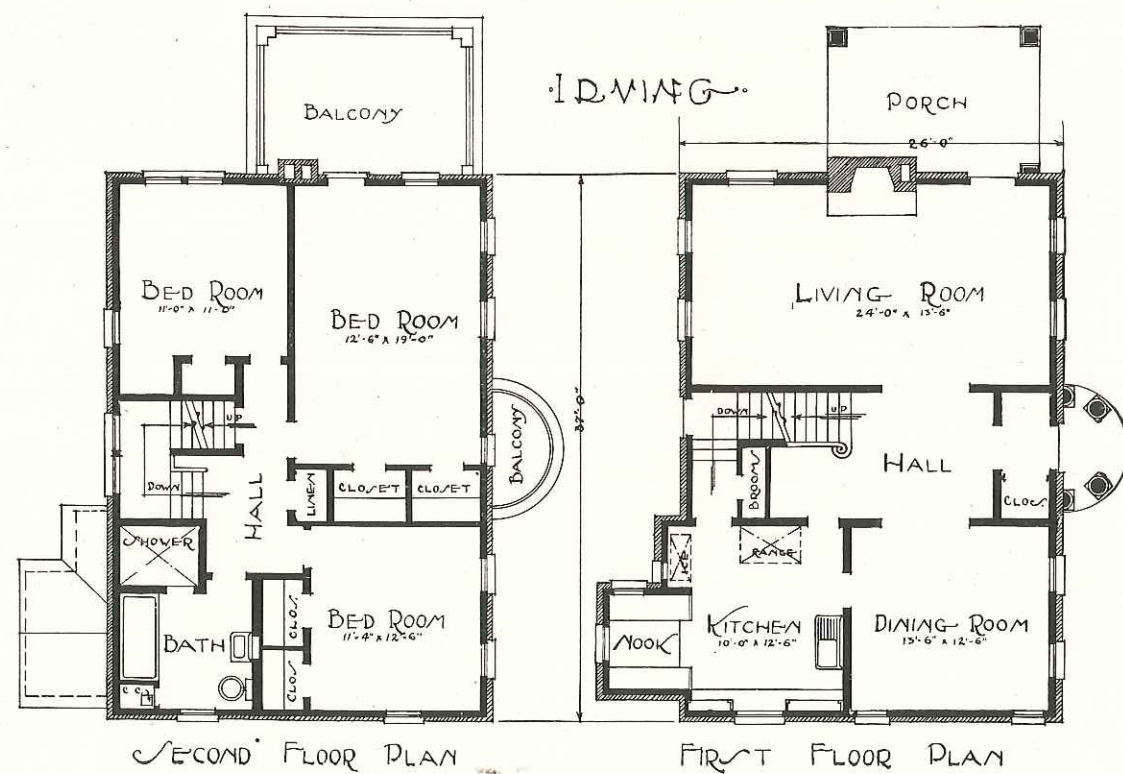 ·IRVING·
BALCONY
BED ROOM
11'-0" X 11'-0"
BED ROOM
12'-6" X 19'-0"
UP
DOWN
HALL
LINEN
CLOSET
CLOSET
BALCONY
SHOWER
BATH
CLOS.
CLOS
BED ROOM
11'-4" X 12'-6"
37'-0"
SECOND FLOOR PLAN
PORCH
26'-0"
LIVING ROOM
24'-0" X 13'-6"
DOWN
UP
HALL
BROOMS
CLOS.
ICE
RANGE
NOOK
KITCHEN
10'-0" X 12'-6"
DINING ROOM
13'-6" X 12'-6"
FIRST FLOOR PLAN